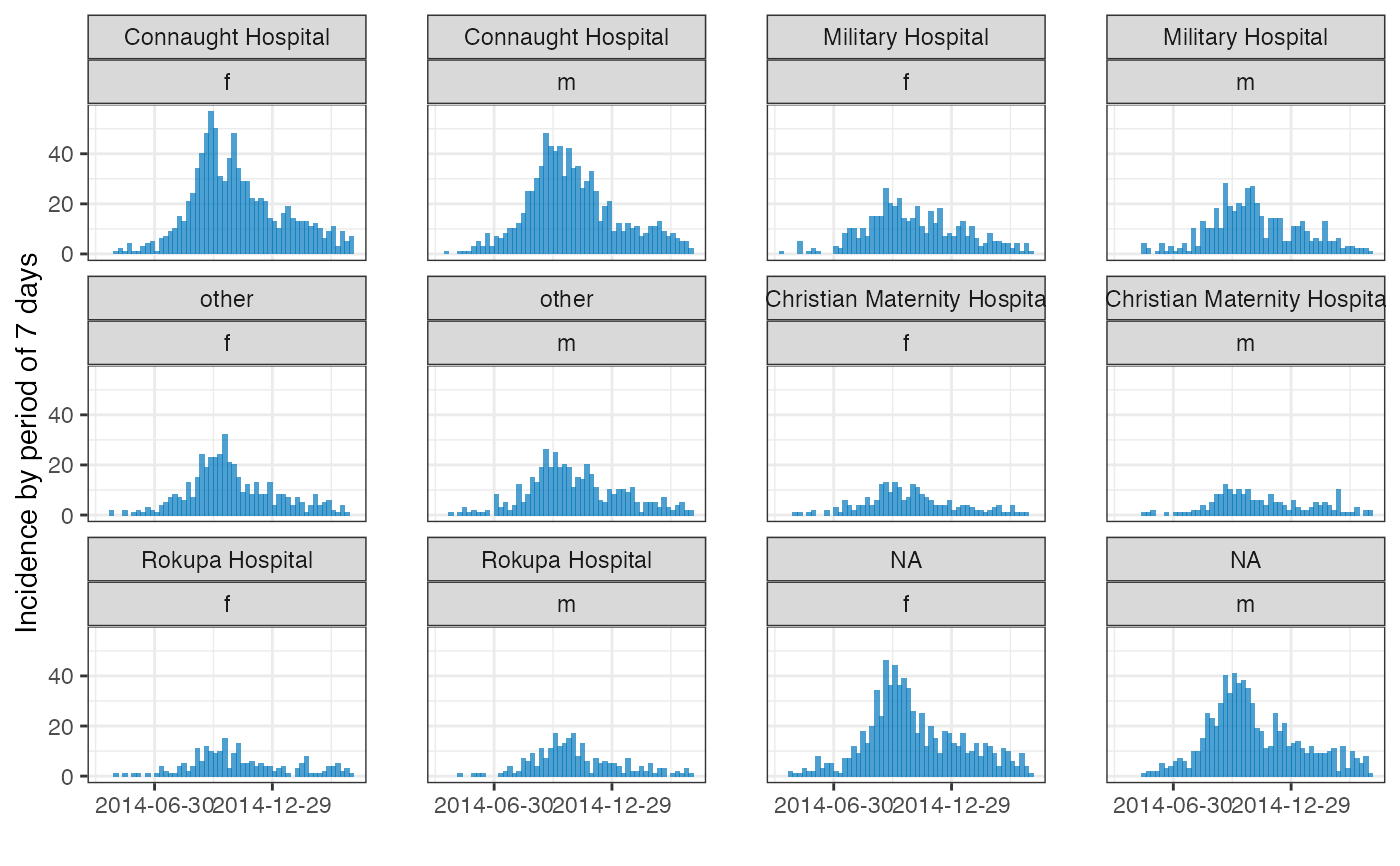 Connaught Hospital
Connaught Hospital
Military Hospital
Military Hospital
f
m
f
m
40
20
0
other
other
Christian Maternity Hospita
Christian Maternity Hospita
f
m
f
m
40
20
0
Rokupa Hospital
Rokupa Hospital
NA
NA
f
m
f
m
40
20
0
2014-06-30 2014-12-29
2014-06-30 2014-12-29
2014-06-30 2014-12-29
2014-06-30 2014-12-29
Incidence by period of 7 days